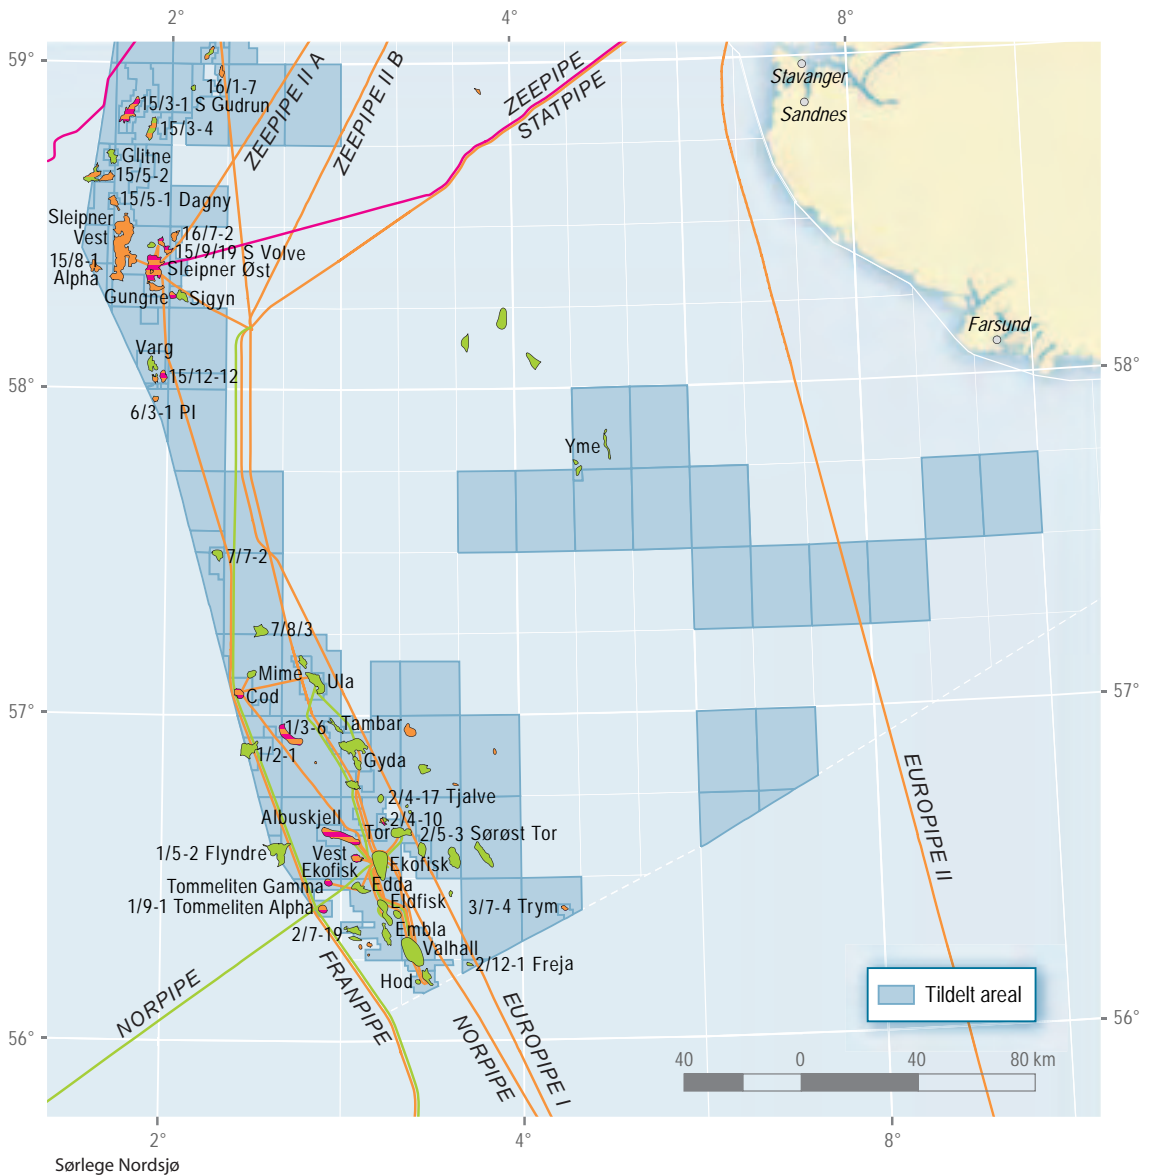 2°
4°
8°
59°
16/1-7
15/3-1 S Gudrun
15/3-4
Glitne
15/5-2
15/5-1 Dagny
Sleipner
Vest
16/7-2
15/9/19 S Volve
15/8-1
Alpha
Sleipner Øst
Gungne
Sigyn
ZEEPIPE II A
ZEEPIPE II B
ZEEPIPE
STATPIPE
Stavanger
Sandnes
Farsund
Varg
15/12-12
6/3-1 PI
58°
58°
Yme
7/7-2
7/8/3
Mime
Ula
Cod
57°
57°
1/3-6
Tambar
1/2-1
Gyda
2/4-17 Tjalve
Albuskjell
2/4-10
Tor
2/5-3 Sørøst Tor
1/5-2 Flyndre
Vest
Ekofisk
Ekofisk
Tommeliten Gamma
Edda
1/9-1 Tommeliten Alpha
Eldfisk
3/7-4 Trym
2/7-19
Embla
Valhall
2/12-1 Freja
Hod
NORPIPE
FRANPIPE
NORPIPE
EUROPIPE I
EUROPIPE II
Tildelt areal
56°
56°
40
0
40
80 km
2°
4°
8°
Sørlege Nordsjø